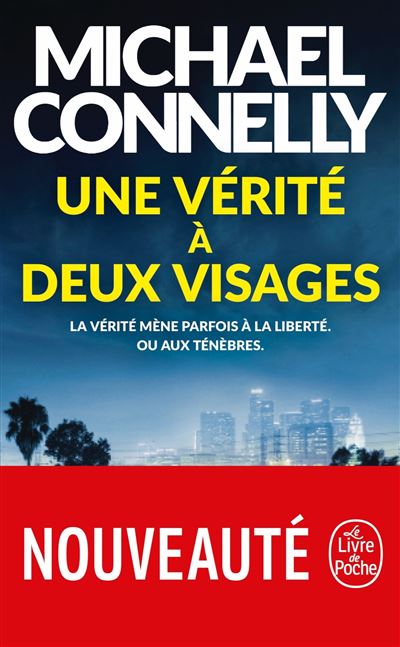 MICHAEL
CONNELLY
UNE VÉRITÉ
À
DEUX VISAGES
LA VÉRITÉ MÈNE PARFOIS À LA LIBERTÉ.
OU AUX TÉNÈBRES.
NOUVEAUTÉ
Le
Livre
de
Poche